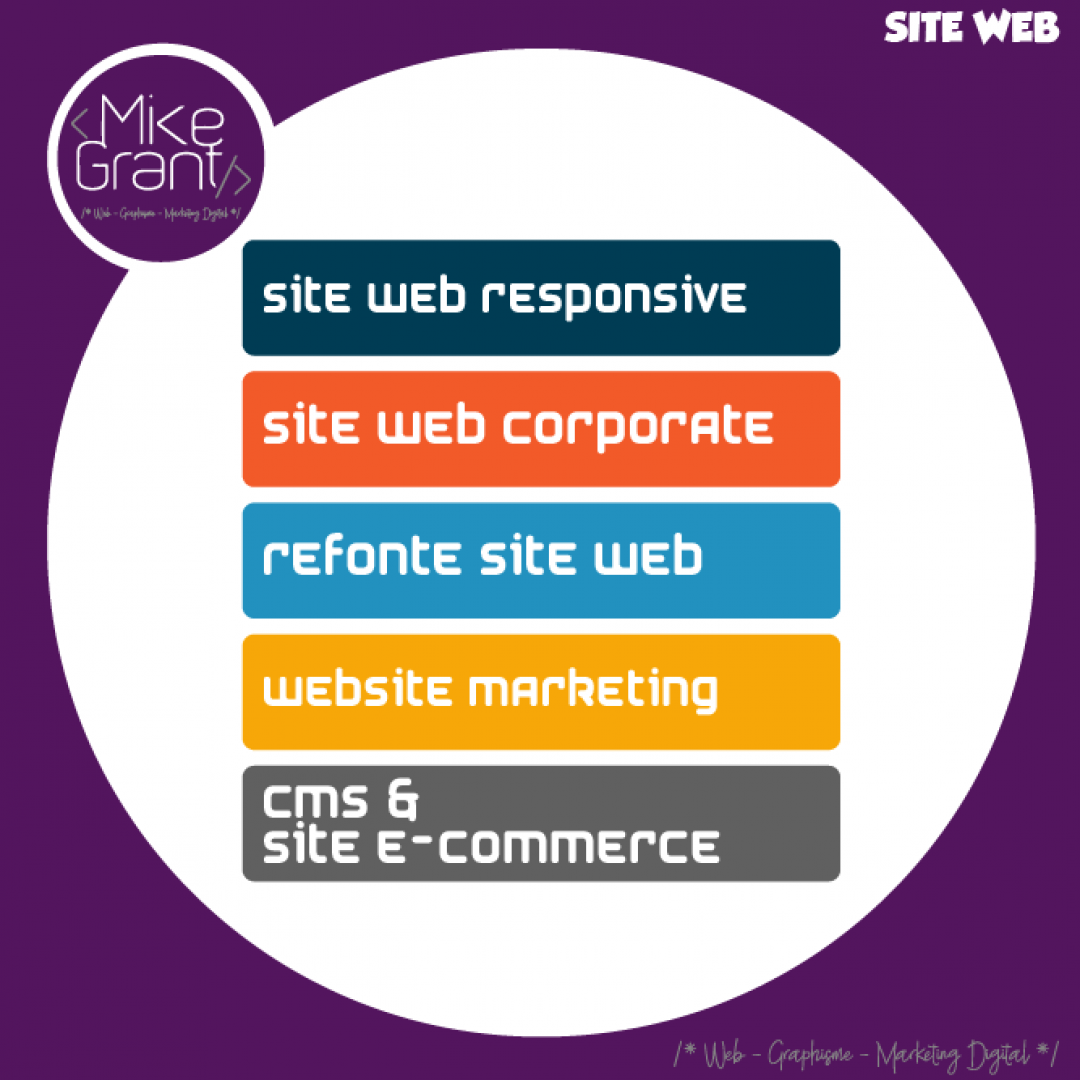 SITE WEB
<Mike
Grant/>
/* Web - Graphisme - Marketing Digital */
site web responsive
site web corporate
refonte site web
website marketing
cms &
site e-commerce
/* Web - Graphisme - Marketing Digital */